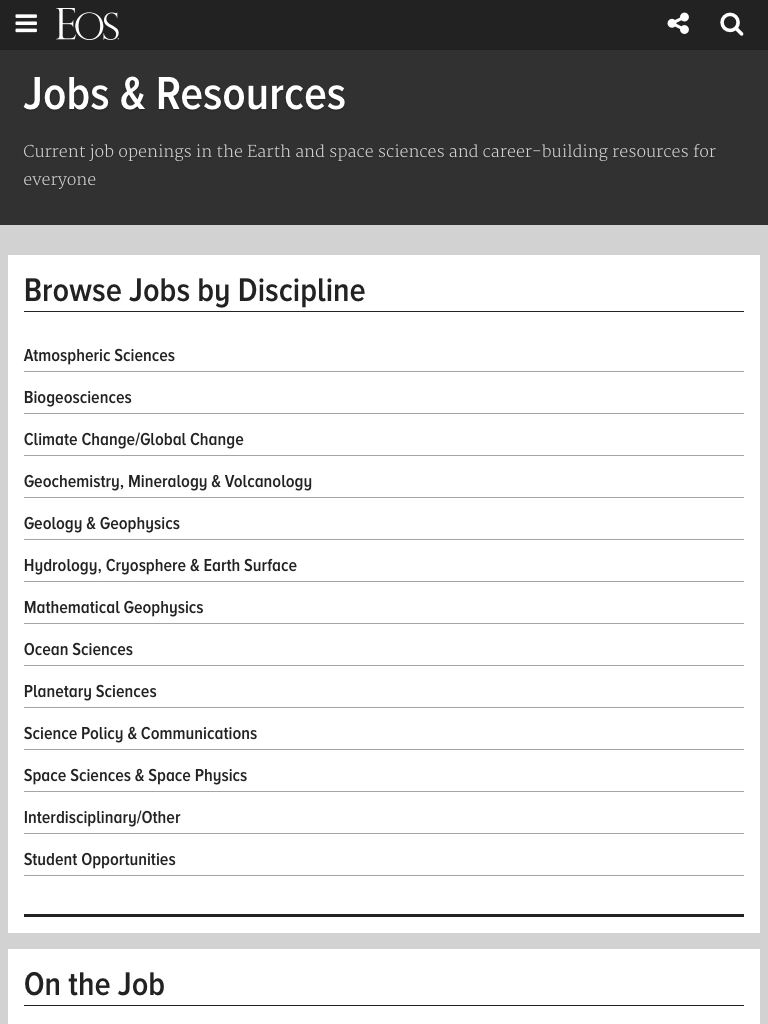 Eos
Jobs & Resources
Current job openings in the Earth and space sciences and career-building resources for
everyone
Browse Jobs by Discipline
Atmospheric Sciences
Biogeosciences
Climate Change/Global Change
Geochemistry, Mineralogy & Volcanology
Geology & Geophysics
Hydrology, Cryosphere & Earth Surface
Mathematical Geophysics
Ocean Sciences
Planetary Sciences
Science Policy & Communications
Space Sciences & Space Physics
Interdisciplinary/Other
Student Opportunities
On the Job